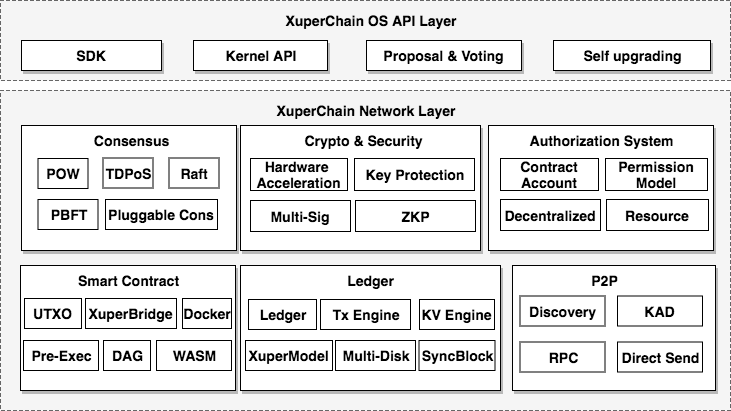 XuperChain OS API Layer
SDK
Kernel API
Proposal & Voting
Self upgrading
XuperChain Network Layer
Consensus
POW
TDPoS
Raft
PBFT
Pluggable Cons
Crypto & Security
Hardware
Acceleration
Key Protection
Multi-Sig
ZKP
Authorization System
Contract
Account
Permission
Model
Decentralized
Resource
Smart Contract
UTXO
XuperBridge
Docker
Pre-Exec
DAG
WASM
Ledger
Ledger
Tx Engine
KV Engine
XuperModel
Multi-Disk
SyncBlock
P2P
Discovery
KAD
RPC
Direct Send